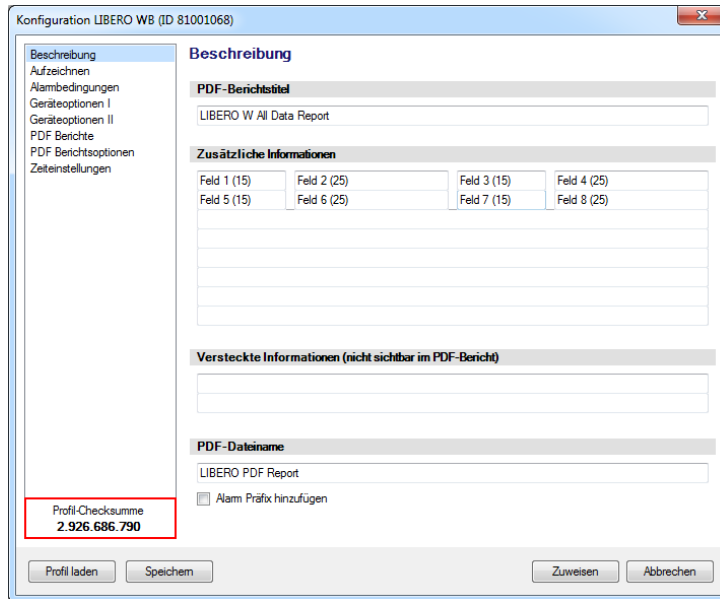 Konfiguration LIBERO WB (ID 81001068)
Beschreibung
Aufzeichnen
Alarmbedingungen
Geräteoptionen I
Geräteoptionen II
PDF Berichte
PDF Berichtsoptionen
Zeiteinstellungen
Profil-Checksumme
2.926.686.790
Beschreibung
PDF-Berichtstitel
LIBERO W All Data Report
Zusätzliche Informationen
Feld 1 (15) Feld 2 (25) Feld 3 (15) Feld 4 (25)
Feld 5 (15) Feld 6 (25) Feld 7 (15) Feld 8 (25)
Versteckte Informationen (nicht sichtbar im PDF-Bericht)
PDF-Dateiname
LIBERO PDF Report
Alarm Präfix hinzufügen
Profil laden Speichern Zuweisen Abbrechen